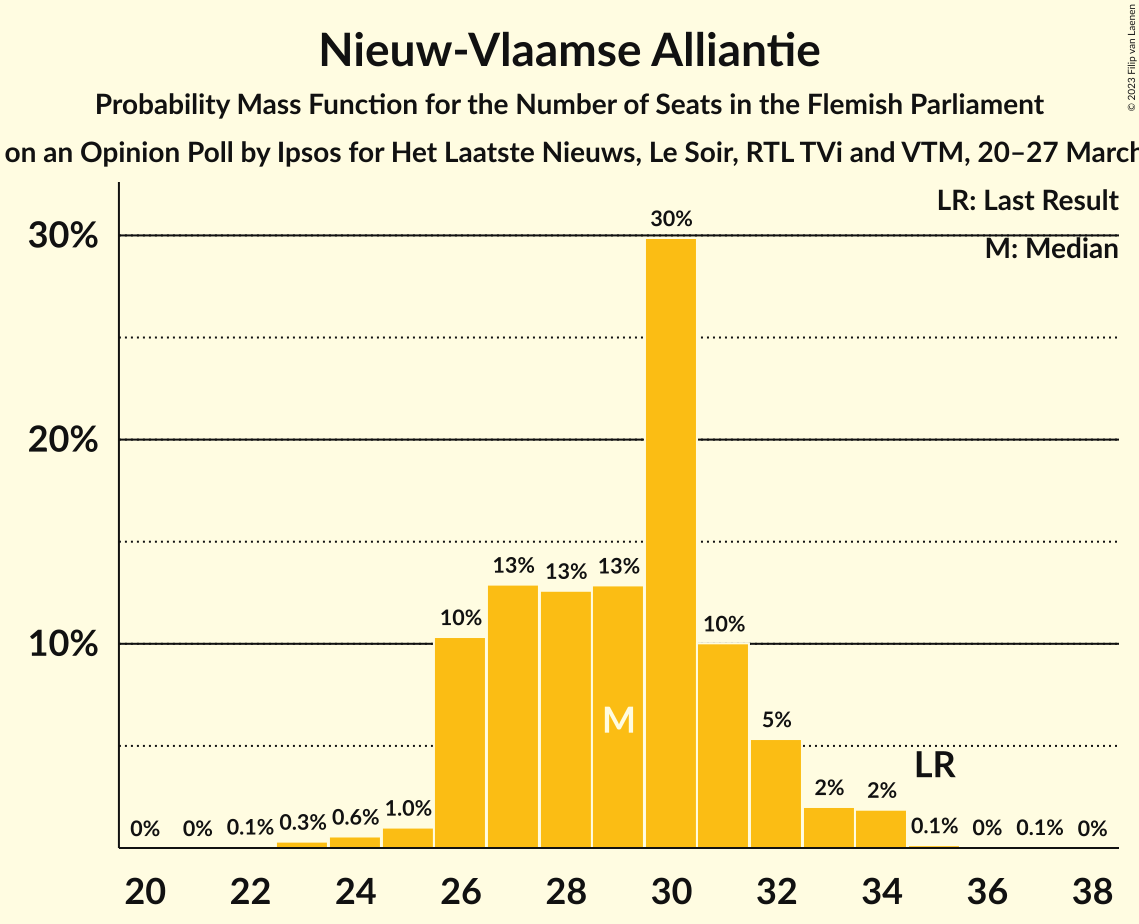 Nieuw-Vlaamse Alliantie
Probability Mass Function for the Number of Seats in the Flemish Parliament
on an Opinion Poll by Ipsos for Het Laatste Nieuws, Le Soir, RTL TVi and VTM, 20–27 March
© 2023 Filip van Laenen
LR: Last Result
M: Median
30%
20%
10%
0% 0% 0.1% 0.3% 0.6% 1.0% 10% 13% 13% 13% 30% 10% 5% 2% 2% 0.1% 0% 0.1% 0%
M
LR
20 22 24 26 28 30 32 34 36 38